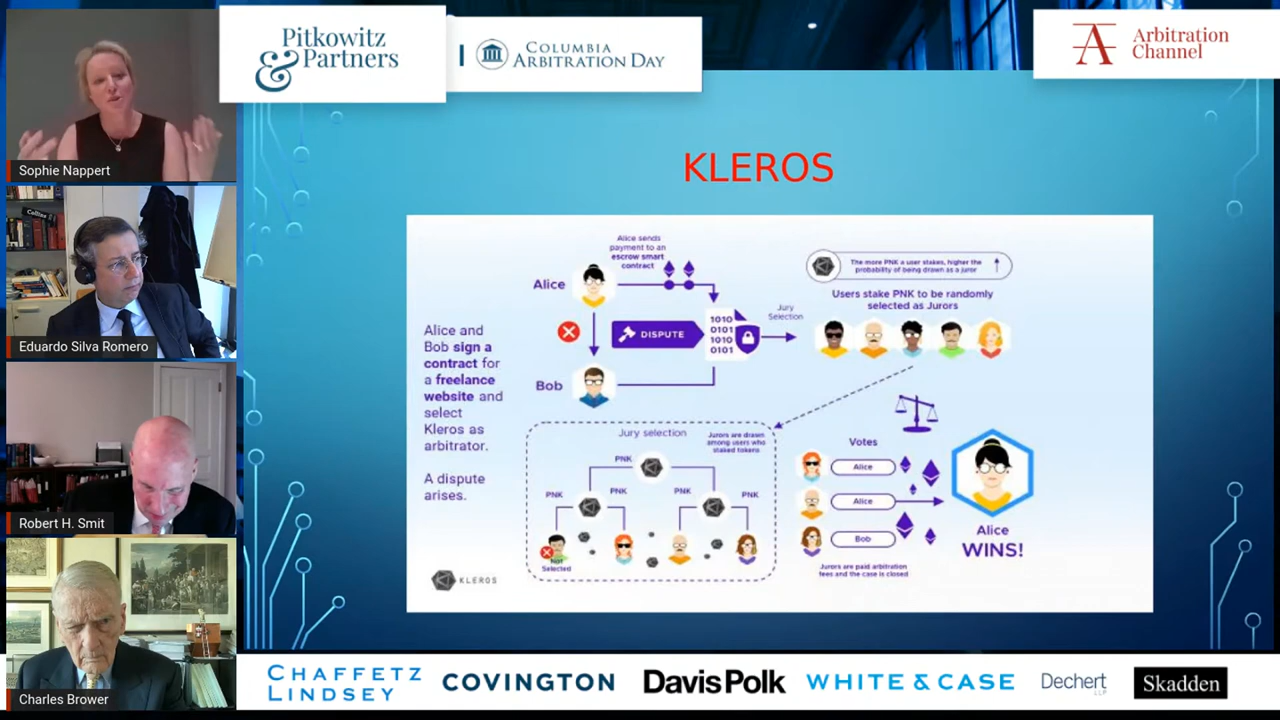 Pitkowitz
& Partners
COLUMBIA
ARBITRATION DAY
Arbitration
Channel
Sophie Nappert
Collins
Eduardo Silva Romero
Robert H. Smit
Charles Brower
KLEROS
Alice and
Bob sign a
contract for
a freelance
website and
select
Kleros as
arbitrator.
A dispute
arises.
Alice sends
payment to an
escrow smart
contract
Alice
DISPUTE
1010
0101
1010
0101
Bob
Jury
Selection
The more PNK a user stakes, higher the
probability of being drawn as a juror
Users stake PNK to be randomly
selected as Jurors
Jury selection
Jurors are drawn
among users who
staked tokens
PNK
PNK
PNK
PNK
PNK
Not
Selected
Votes
Alice
Alice
Bob
Jurors are paid arbitration
fees and the case is closed
Alice
WINS!
KLEROS
CHAFFETZ
LINDSEY
COVINGTON
Davis Polk
WHITE & CASE
Dechert
LLP
Skadden